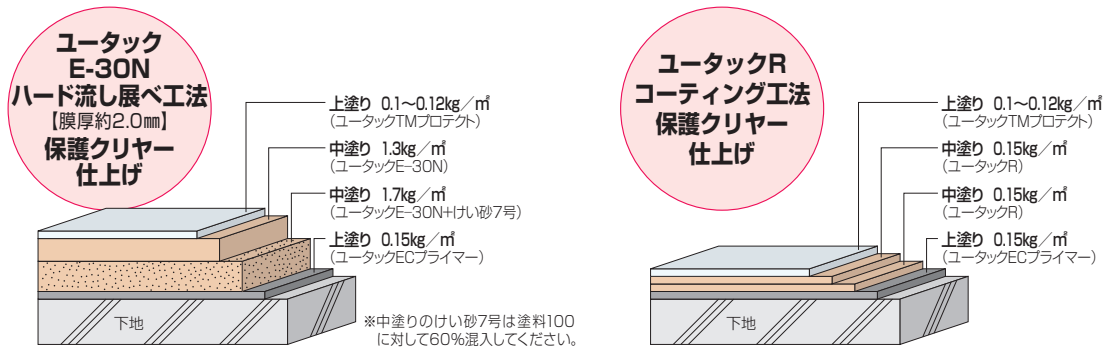 ユータック
E-30N
ハード流し展べ工法
【膜厚約2.0㎜】
保護クリヤー
仕上げ
上塗り 0.1〜0.12kg／㎡
（ユータックTMプロテクト）
中塗り 1.3kg／㎡
（ユータックE-30N）
中塗り 1.7kg／㎡
（ユータックE-30N+けい砂7号）
上塗り 0.15kg／㎡
（ユータックECプライマー）
下地
※中塗りのけい砂7号は塗料100
に対して60%混入してください。
ユータックR
コーティング工法
保護クリヤー
仕上げ
上塗り 0.1〜0.12kg／㎡
（ユータックTMプロテクト）
中塗り 0.15kg／㎡
（ユータックR）
中塗り 0.15kg／㎡
（ユータックR）
上塗り 0.15kg／㎡
（ユータックECプライマー）
下地